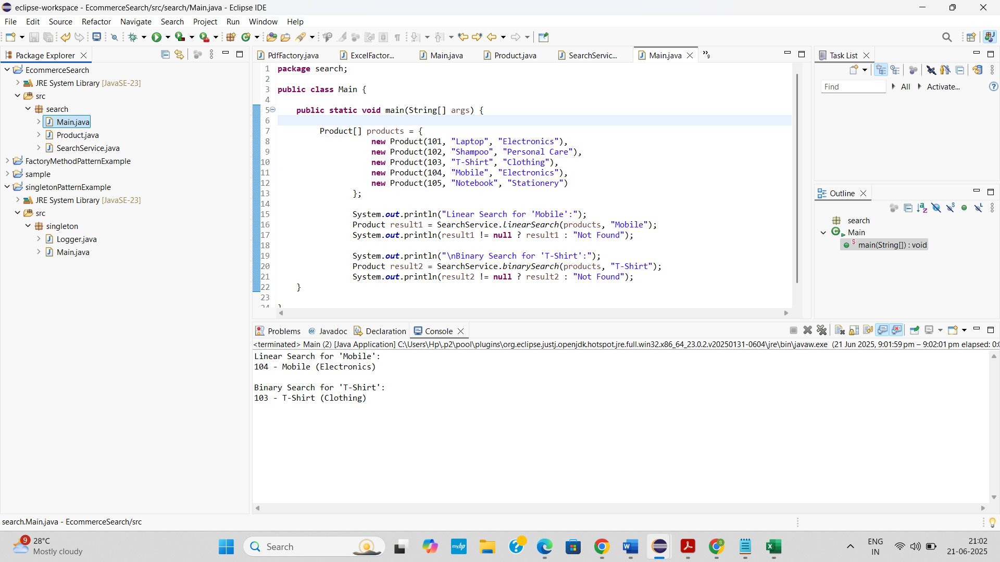 eclipse-workspace - EcommerceSearch/src/search/Main.java - Eclipse IDE
File Edit Source Refactor Navigate Search Project Run Window Help
Package Explorer
EcommerceSearch
JRE System Library [JavaSE-23]
src
search
Main.java
Product.java
SearchService.java
FactoryMethodPatternExample
sample
singletonPatternExample
JRE System Library [JavaSE-23]
src
singleton
Logger.java
Main.java
PdfFactory.java ExcelFactor... Main.java Product.java SearchServic... Main.java »9
1 package search;
2
3 public class Main {
4
5 public static void main(String[] args) {
6
7 Product[] products = {
8 new Product(101, "Laptop", "Electronics"),
9 new Product(102, "Shampoo", "Personal Care"),
10 new Product(103, "T-Shirt", "Clothing"),
11 new Product(104, "Mobile", "Electronics"),
12 new Product(105, "Notebook", "Stationery")
13 };
14
15 System.out.println("Linear Search for 'Mobile':");
16 Product result1 = SearchService.linearSearch(products, "Mobile");
17 System.out.println(result1 != null ? result1 : "Not Found");
18
19 System.out.println("\nBinary Search for 'T-Shirt':");
20 Product result2 = SearchService.binarySearch(products, "T-Shirt");
21 System.out.println(result2 != null ? result2 : "Not Found");
22 }
23
24 }
Task List
Find All Activate...
Outline
search
Main
main(String[]) : void
Problems Javadoc Declaration Console
<terminated> Main (2) [Java Application] C:\Users\Hp\.p2\pool\plugins\org.eclipse.justj.openjdk.hotspot.jre.full.win32.x86_64_23.0.2.v20250131-0604\jre\bin\javaw.exe (21 Jun 2025, 9:01:59 pm – 9:02:01 pm elapsed: 0:0
Linear Search for 'Mobile':
104 - Mobile (Electronics)
Binary Search for 'T-Shirt':
103 - T-Shirt (Clothing)
search.Main.java - EcommerceSearch/src
9
28°C
Mostly cloudy
Search
myhp
ENG
IN
21:02
21-06-2025